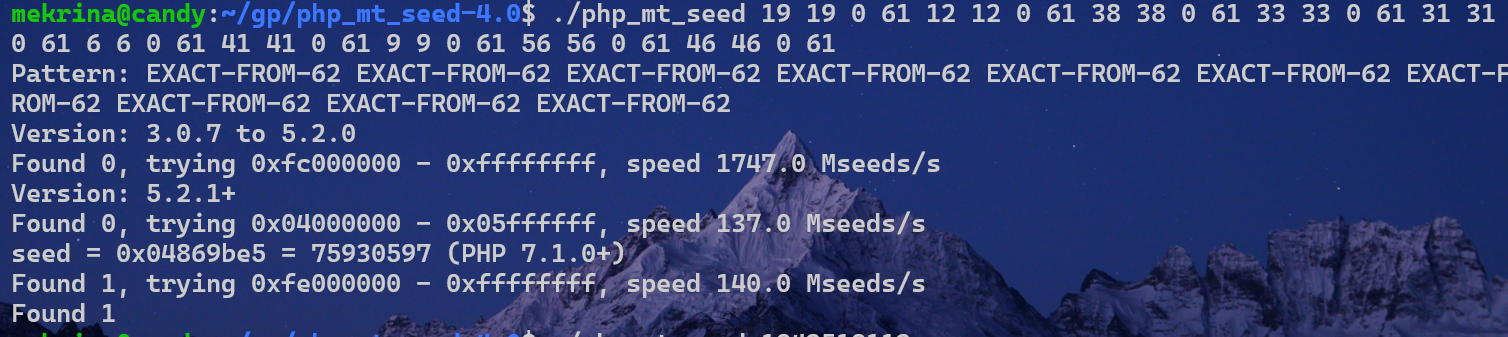 mekrina@candy:~/gp/php_mt_seed-4.0$ ./php_mt_seed 19 19 0 61 12 12 0 61 38 38 0 61 33 33 0 61 31 31
0 61 6 6 0 61 41 41 0 61 9 9 0 61 56 56 0 61 46 46 0 61
Pattern: EXACT-FROM-62 EXACT-FROM-62 EXACT-FROM-62 EXACT-FROM-62 EXACT-FROM-62 EXACT-FROM-62 EXACT-F
ROM-62 EXACT-FROM-62 EXACT-FROM-62 EXACT-FROM-62
Version: 3.0.7 to 5.2.0
Found 0, trying 0xfc000000 - 0xffffffff, speed 1747.0 Mseeds/s
Version: 5.2.1+
Found 0, trying 0x04000000 - 0x05ffffff, speed 137.0 Mseeds/s
seed = 0x04869be5 = 75930597 (PHP 7.1.0+)
Found 1, trying 0xfe000000 - 0xffffffff, speed 140.0 Mseeds/s
Found 1